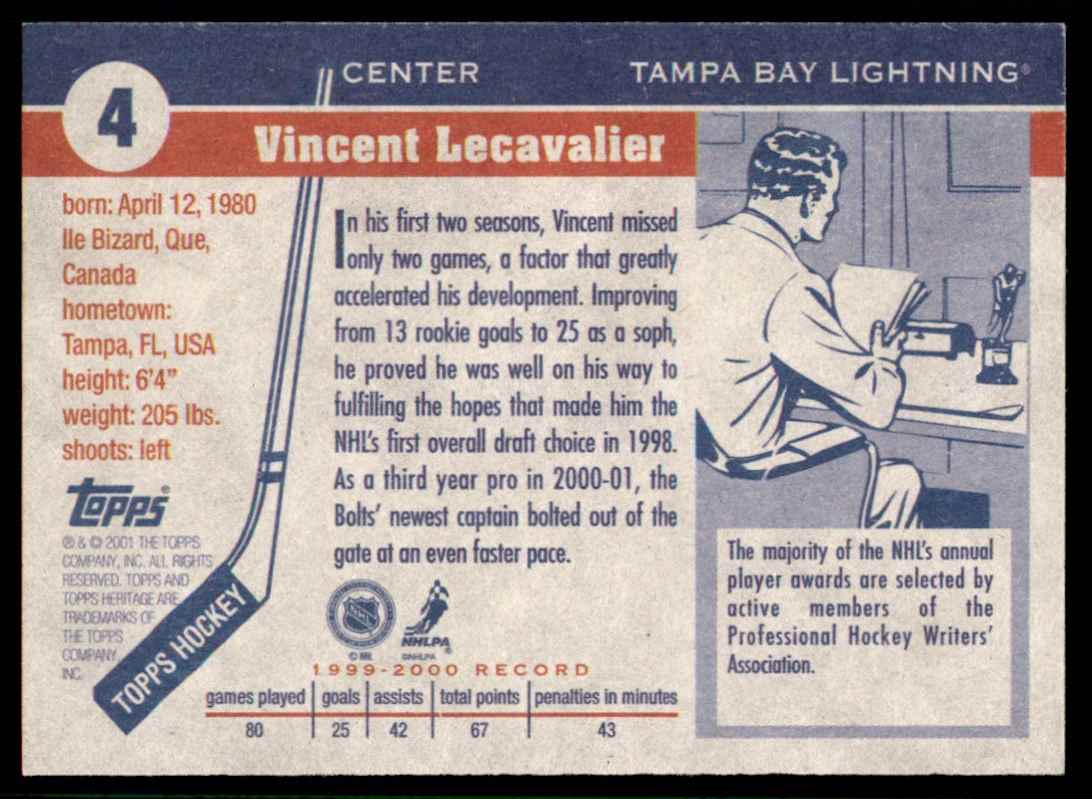 4
CENTER
TAMPA BAY LIGHTNING®
Vincent Lecavalier
born: April 12, 1980
Ile Bizard, Que,
Canada
hometown:
Tampa, FL, USA
height: 6'4"
weight: 205 lbs.
shoots: left
TOPPS®
® & © 2001 THE TOPPS
COMPANY, INC. ALL RIGHTS
RESERVED. TOPPS AND
TOPPS HERITAGE ARE
TRADEMARKS OF
THE TOPPS
COMPANY
INC.
TOPPS HOCKEY
In his first two seasons, Vincent missed
only two games, a factor that greatly
accelerated his development. Improving
from 13 rookie goals to 25 as a soph,
he proved he was well on his way to
fulfilling the hopes that made him the
NHL's first overall draft choice in 1998.
As a third year pro in 2000-01, the
Bolts' newest captain bolted out of the
gate at an even faster pace.
NHL
© NHL
NHLPA
©NHLPA
1999-2000 RECORD
games played goals assists total points penalties in minutes
80 25 42 67 43
The majority of the NHL's annual
player awards are selected by
active members of the
Professional Hockey Writers'
Association.